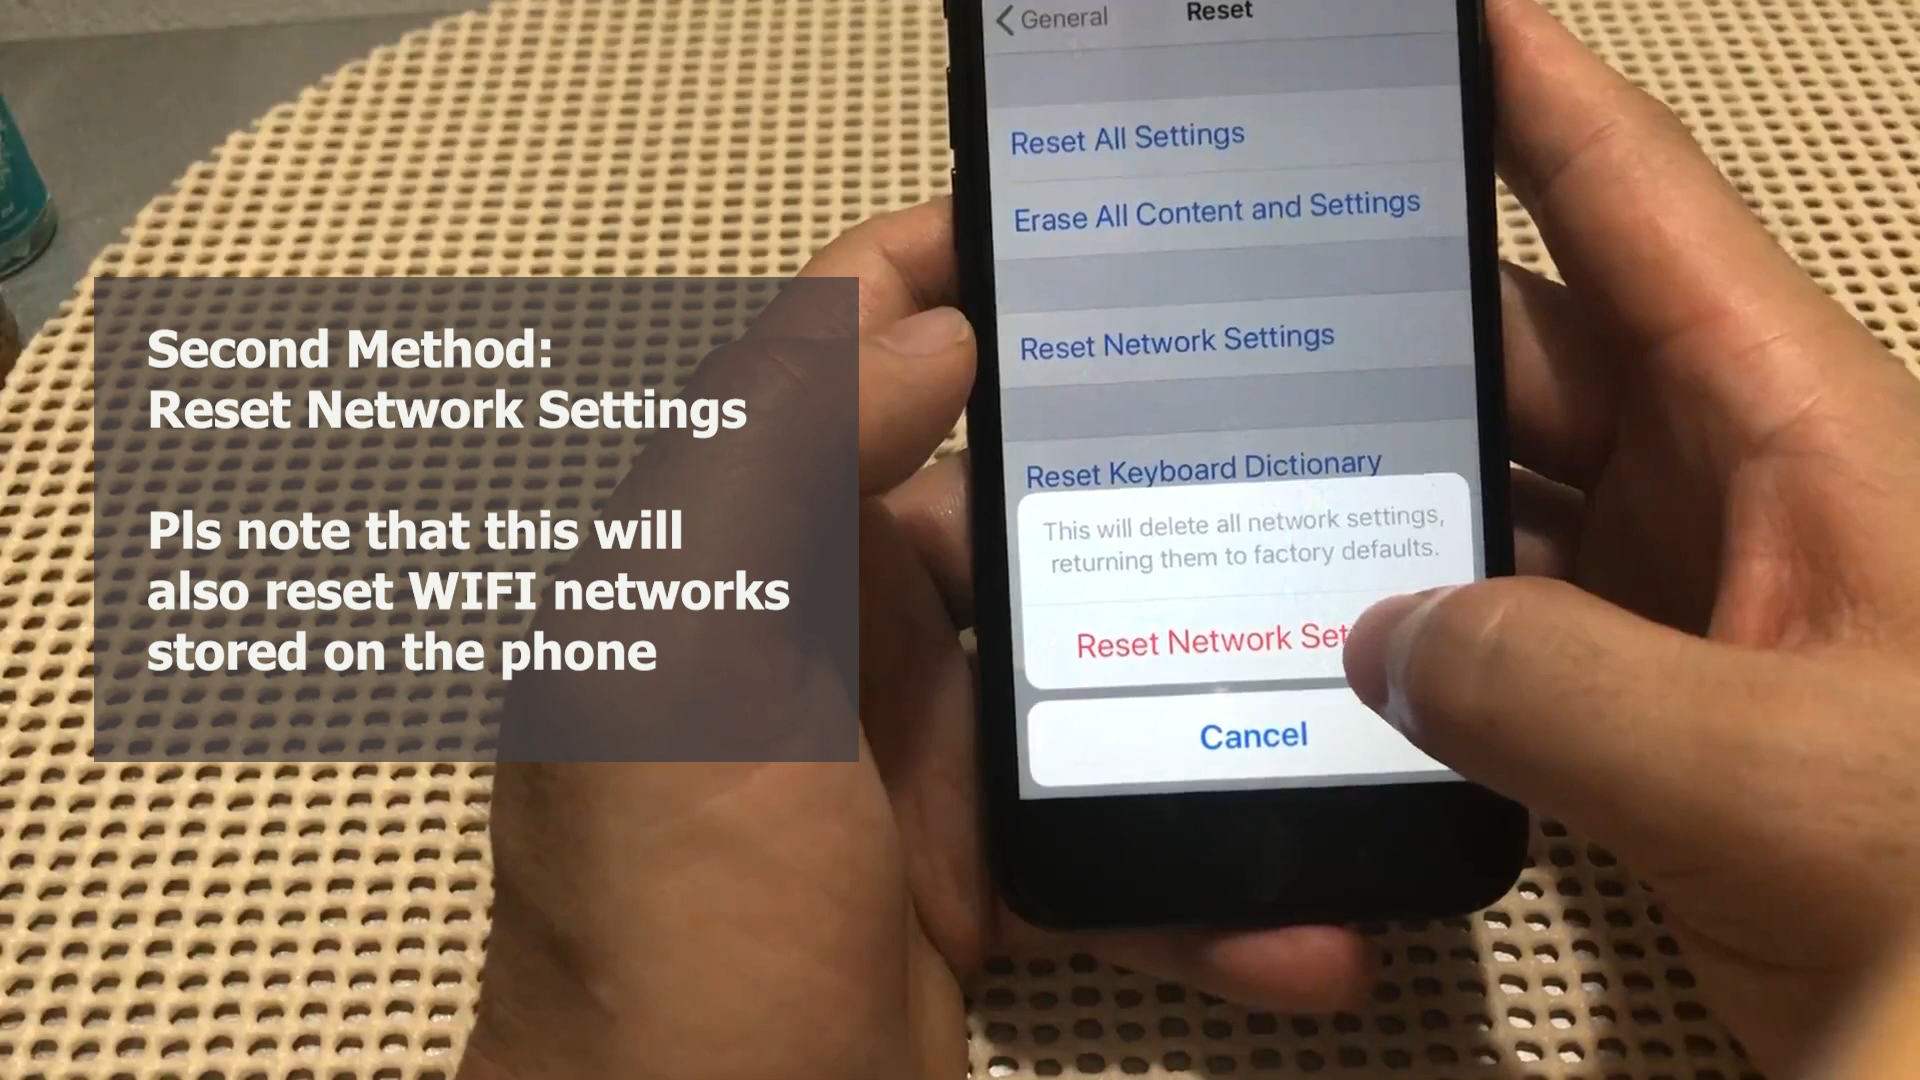 Second Method:
Reset Network Settings
Pls note that this will
also reset WIFI networks
stored on the phone
General
Reset
Reset All Settings
Erase All Content and Settings
Reset Network Settings
Reset Keyboard Dictionary
This will delete all network settings,
returning them to factory defaults.
Reset Network Set
Cancel